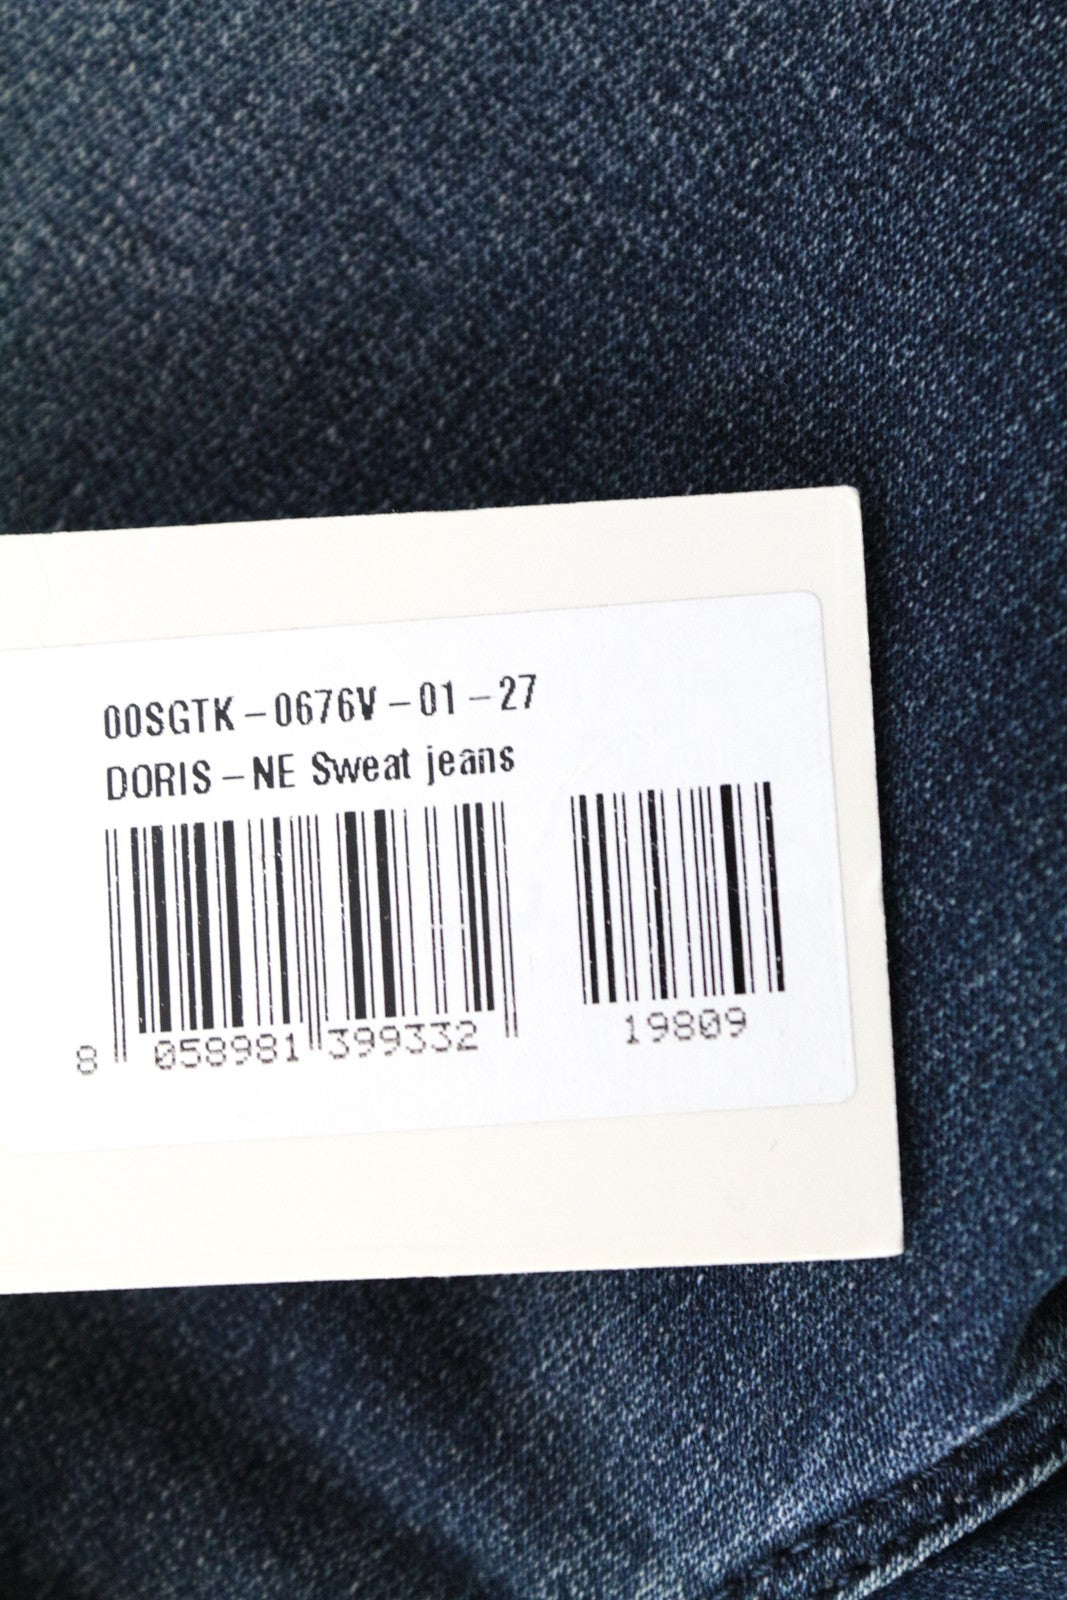 00SGTK-0676V-01-27
DORIS-NE Sweat jeans
8 058981 399332
19809